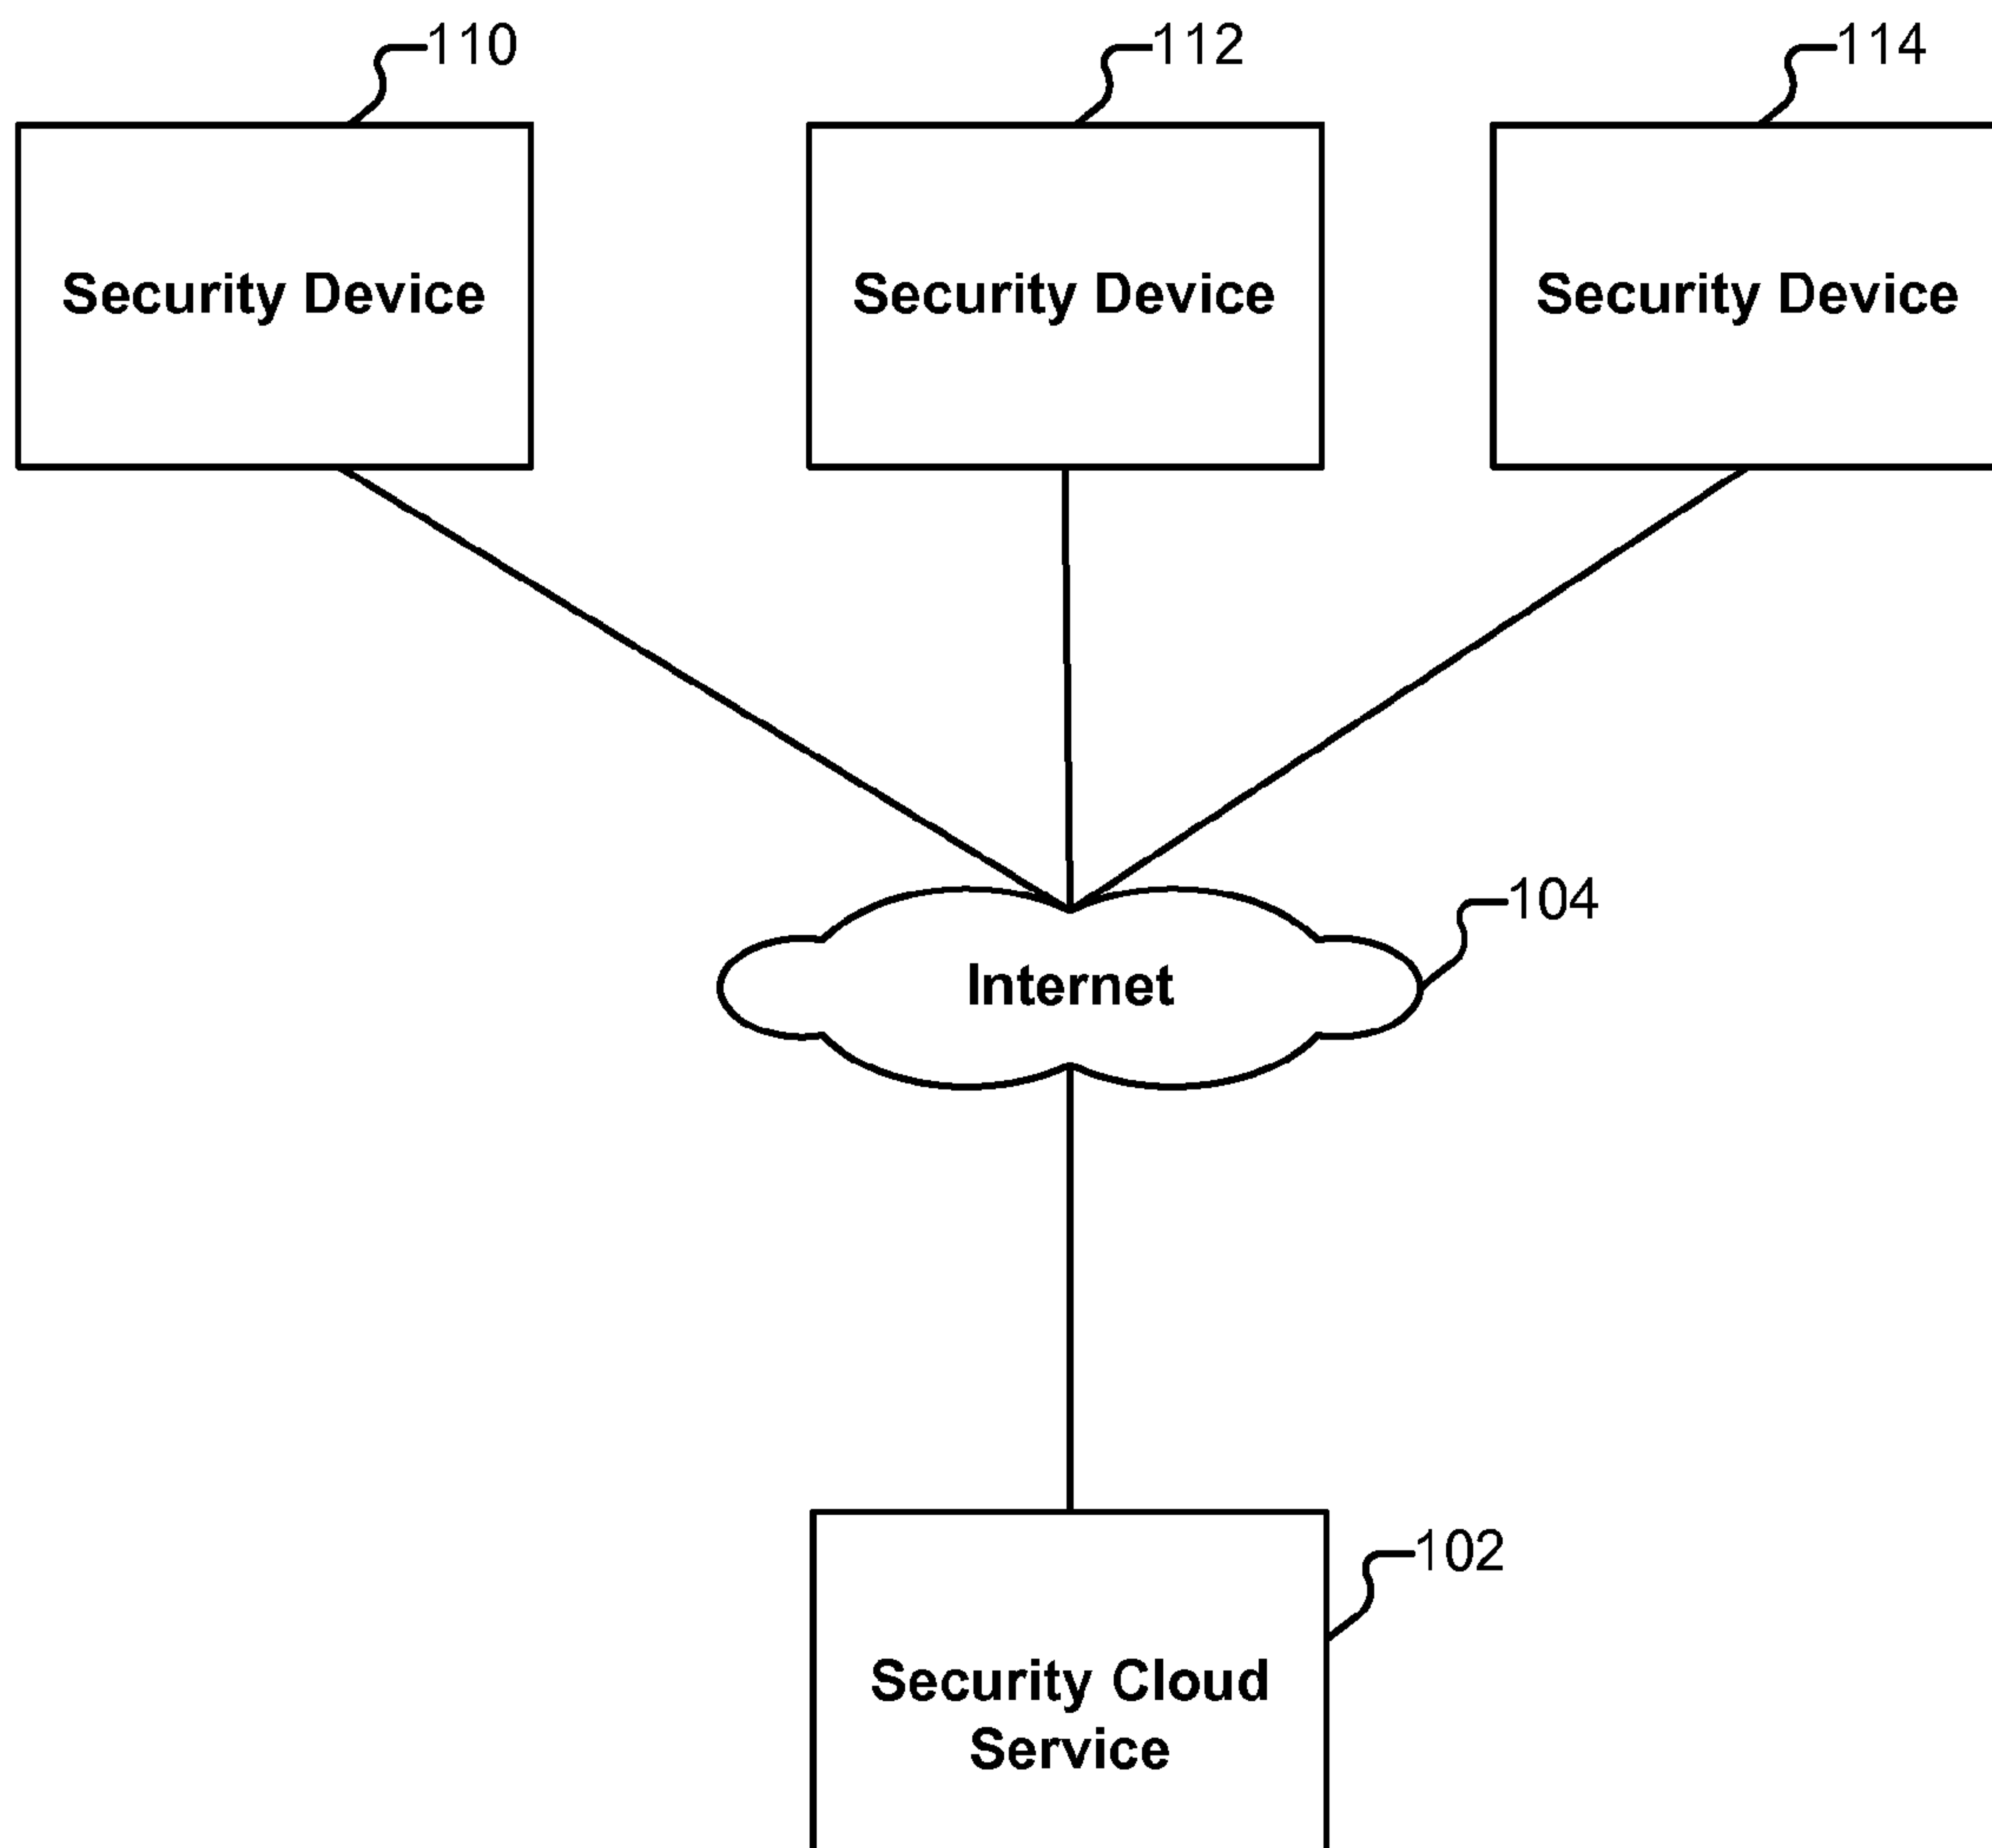 110
112
114
Security Device
Security Device
Security Device
104
Internet
102
Security Cloud
Service